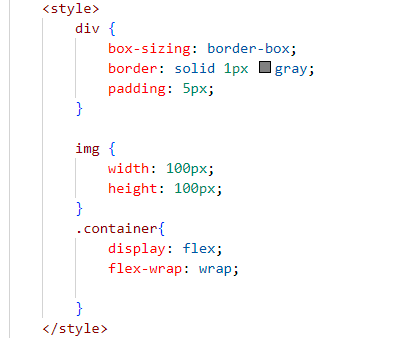 <style>
div {
box-sizing: border-box;
border: solid 1px gray;
padding: 5px;
}
img {
width: 100px;
height: 100px;
}
.container{
display: flex;
flex-wrap: wrap;
}
</style>